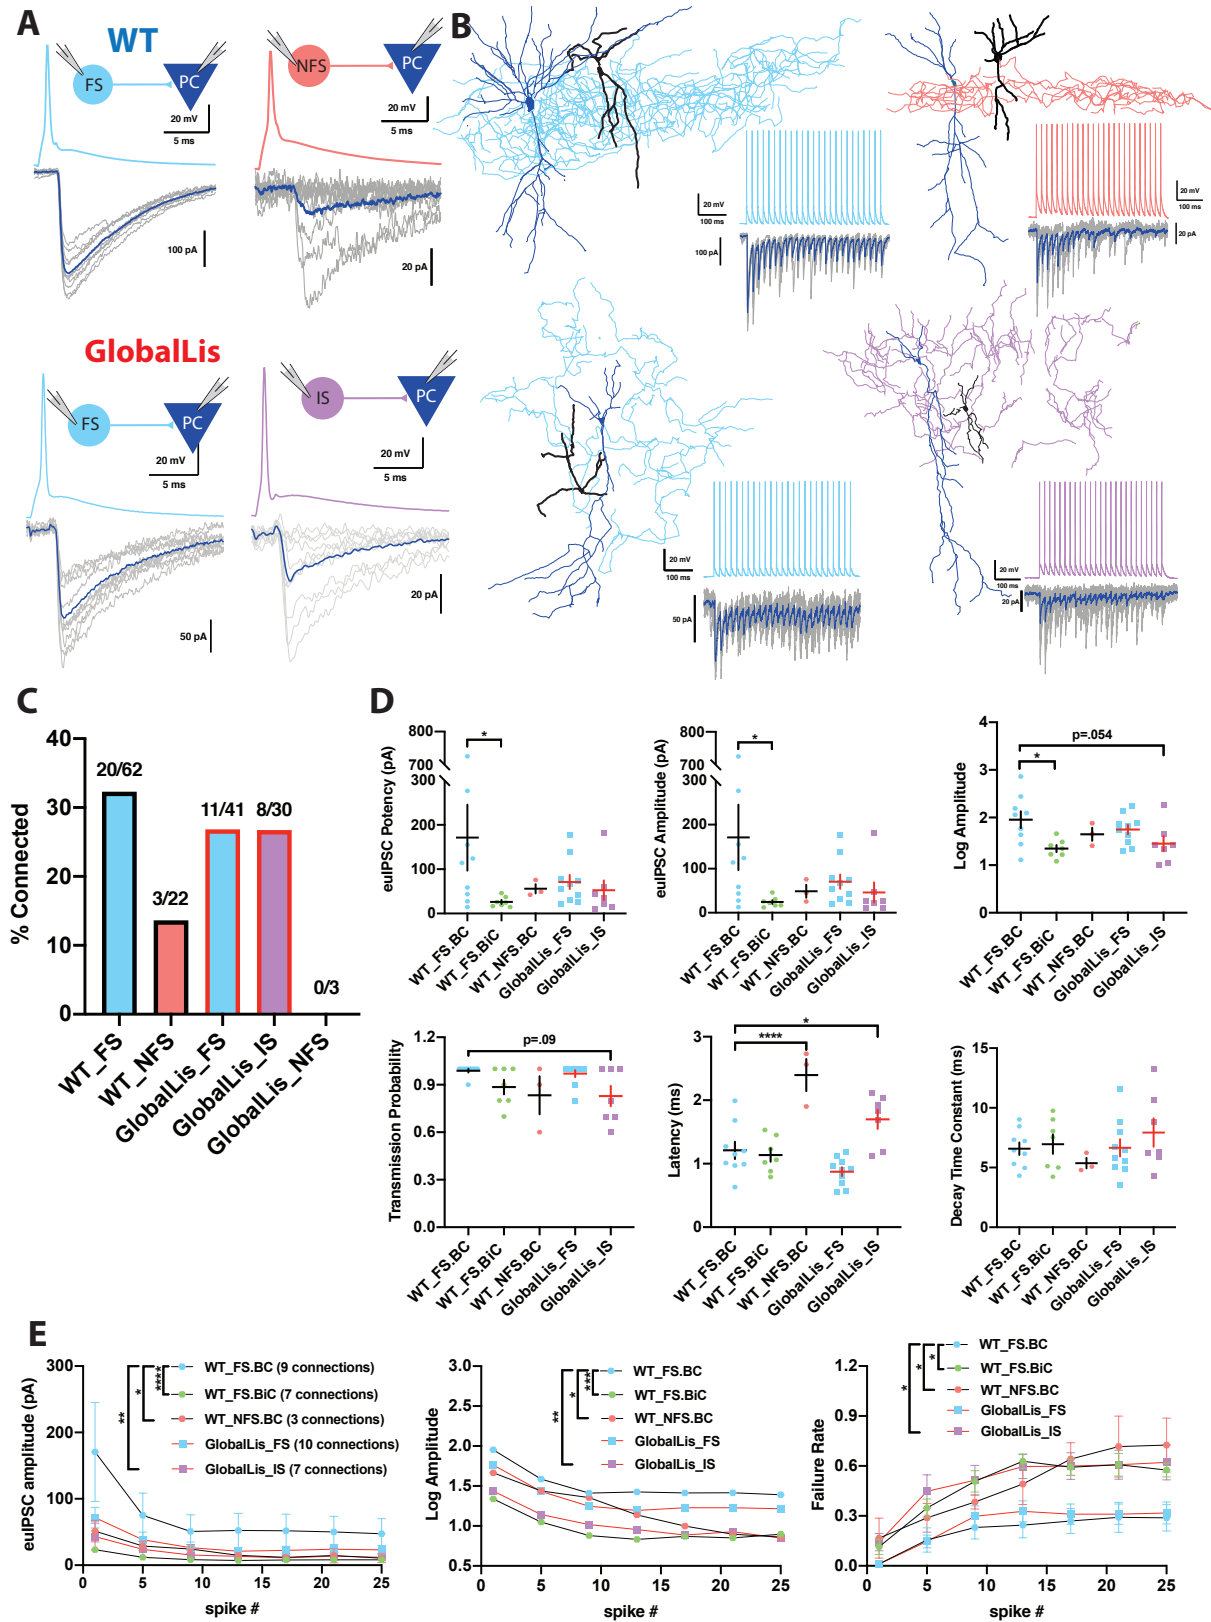 A
WT
FS
PC
20 mV
5 ms
100 pA
NFS
PC
20 mV
5 ms
20 pA
GlobalLis
FS
PC
20 mV
5 ms
50 pA
IS
PC
20 mV
5 ms
20 pA
B
20 mV
100 ms
100 pA
20 mV
100 ms
20 pA
20 mV
100 ms
50 pA
20 mV
100 ms
20 pA
C
% Connected
40
30
20
10
0
20/62
3/22
11/41
8/30
0/3
WT_FS
WT_NFS
GlobalLis_FS
GlobalLis_IS
GlobalLis_NFS
D
euIPSC Potency (pA)
800
700
300
200
100
0
*
WT_FS.BC
WT_FS.BiC
WT_NFS.BC
GlobalLis_FS
GlobalLis_IS
euIPSC Amplitude (pA)
800
700
300
200
100
0
*
WT_FS.BC
WT_FS.BiC
WT_NFS.BC
GlobalLis_FS
GlobalLis_IS
Log Amplitude
4
3
2
1
0
p=.054
*
WT_FS.BC
WT_FS.BiC
WT_NFS.BC
GlobalLis_FS
GlobalLis_IS
Transmission Probability
1.2
0.9
0.6
0.3
0.0
p=.09
WT_FS.BC
WT_FS.BiC
WT_NFS.BC
GlobalLis_FS
GlobalLis_IS
Latency (ms)
3
2
1
0
*
****
WT_FS.BC
WT_FS.BiC
WT_NFS.BC
GlobalLis_FS
GlobalLis_IS
Decay Time Constant (ms)
15
10
5
0
WT_FS.BC
WT_FS.BiC
WT_NFS.BC
GlobalLis_FS
GlobalLis_IS
E
euIPSC amplitude (pA)
300
250
200
150
100
50
0
0 5 10 15 20 25
spike #
**
*
****
WT_FS.BC (9 connections)
WT_FS.BiC (7 connections)
WT_NFS.BC (3 connections)
GlobalLis_FS (10 connections)
GlobalLis_IS (7 connections)
Log Amplitude
3.0
2.5
2.0
1.5
1.0
0.5
0 5 10 15 20 25
spike #
**
*
***
WT_FS.BC
WT_FS.BiC
WT_NFS.BC
GlobalLis_FS
GlobalLis_IS
Failure Rate
1.2
0.9
0.6
0.3
0.0
0 5 10 15 20 25
spike #
*
*
*
WT_FS.BC
WT_FS.BiC
WT_NFS.BC
GlobalLis_FS
GlobalLis_IS